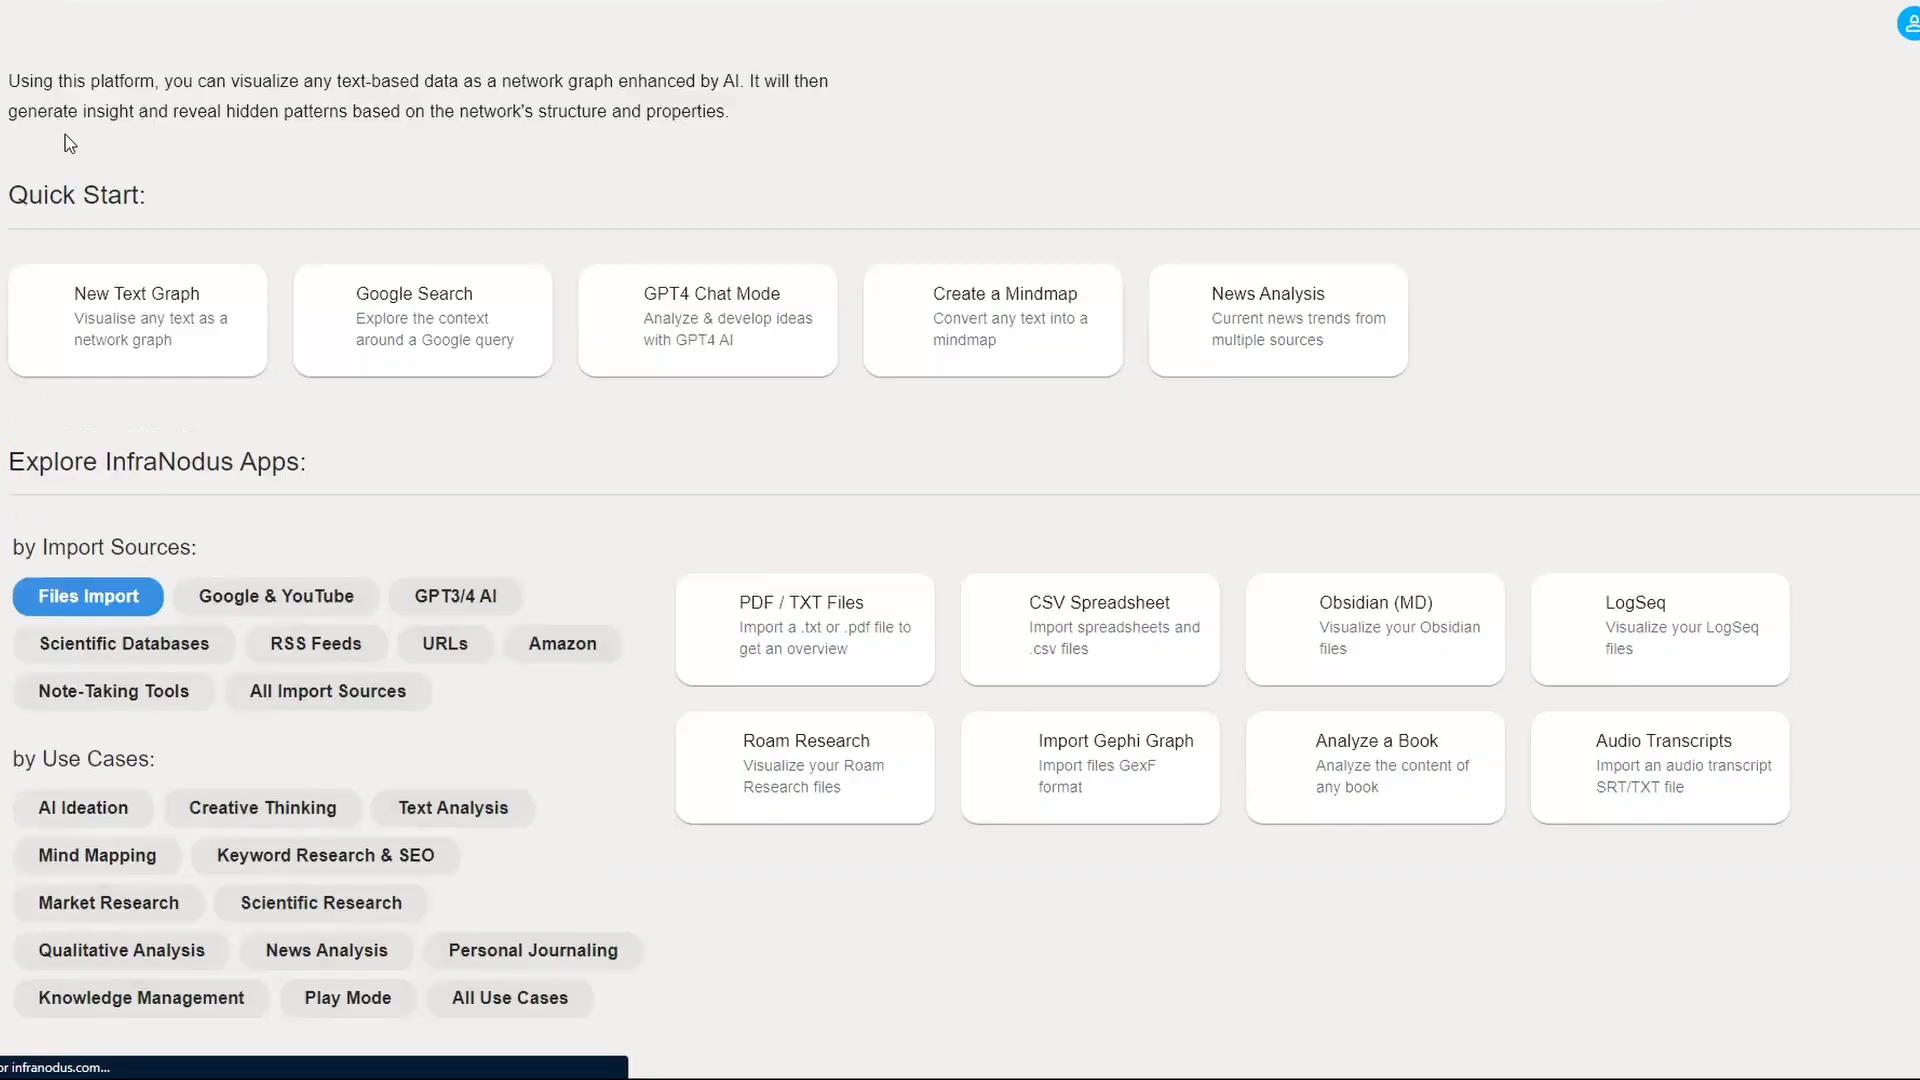 Using this platform, you can visualize any text-based data as a network graph enhanced by AI. It will then
generate insight and reveal hidden patterns based on the network's structure and properties.
Quick Start:
New Text Graph
Visualise any text as a
network graph
Google Search
Explore the context
around a Google query
GPT4 Chat Mode
Analyze & develop ideas
with GPT4 AI
Create a Mindmap
Convert any text into a
mindmap
News Analysis
Current news trends from
multiple sources
Explore InfraNodus Apps:
by Import Sources:
Files Import
Google & YouTube
GPT3/4 AI
Scientific Databases
RSS Feeds
URLs
Amazon
Note-Taking Tools
All Import Sources
by Use Cases:
AI Ideation
Creative Thinking
Text Analysis
Mind Mapping
Keyword Research & SEO
Market Research
Scientific Research
Qualitative Analysis
News Analysis
Personal Journaling
Knowledge Management
Play Mode
All Use Cases
PDF / TXT Files
Import a .txt or .pdf file to
get an overview
CSV Spreadsheet
Import spreadsheets and
.csv files
Obsidian (MD)
Visualize your Obsidian
files
LogSeq
Visualize your LogSeq
files
Roam Research
Visualize your Roam
Research files
Import Gephi Graph
Import files GexF
format
Analyze a Book
Analyze the content of
any book
Audio Transcripts
Import an audio transcript
SRT/TXT file
or infranodus.com...